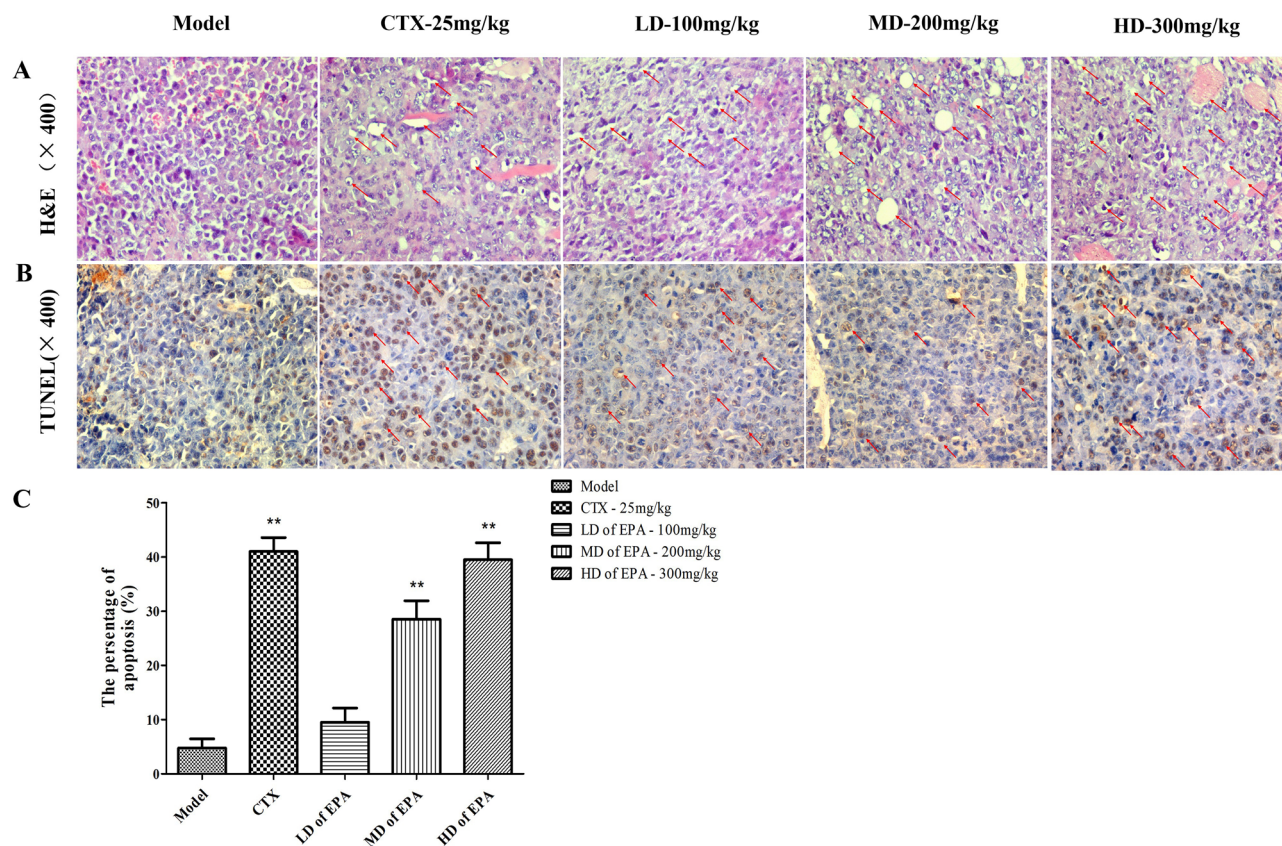 Model CTX-25mg/kg LD-100mg/kg MD-200mg/kg HD-300mg/kg
A
H&E (× 400)
B
TUNEL(× 400)
C
Model
CTX - 25mg/kg
LD of EPA - 100mg/kg
MD of EPA - 200mg/kg
HD of EPA - 300mg/kg
The persentage of
apoptosis (%)
50
40
30
20
10
0
**
**
**
Model CTX LD of EPA MD of EPA HD of EPA